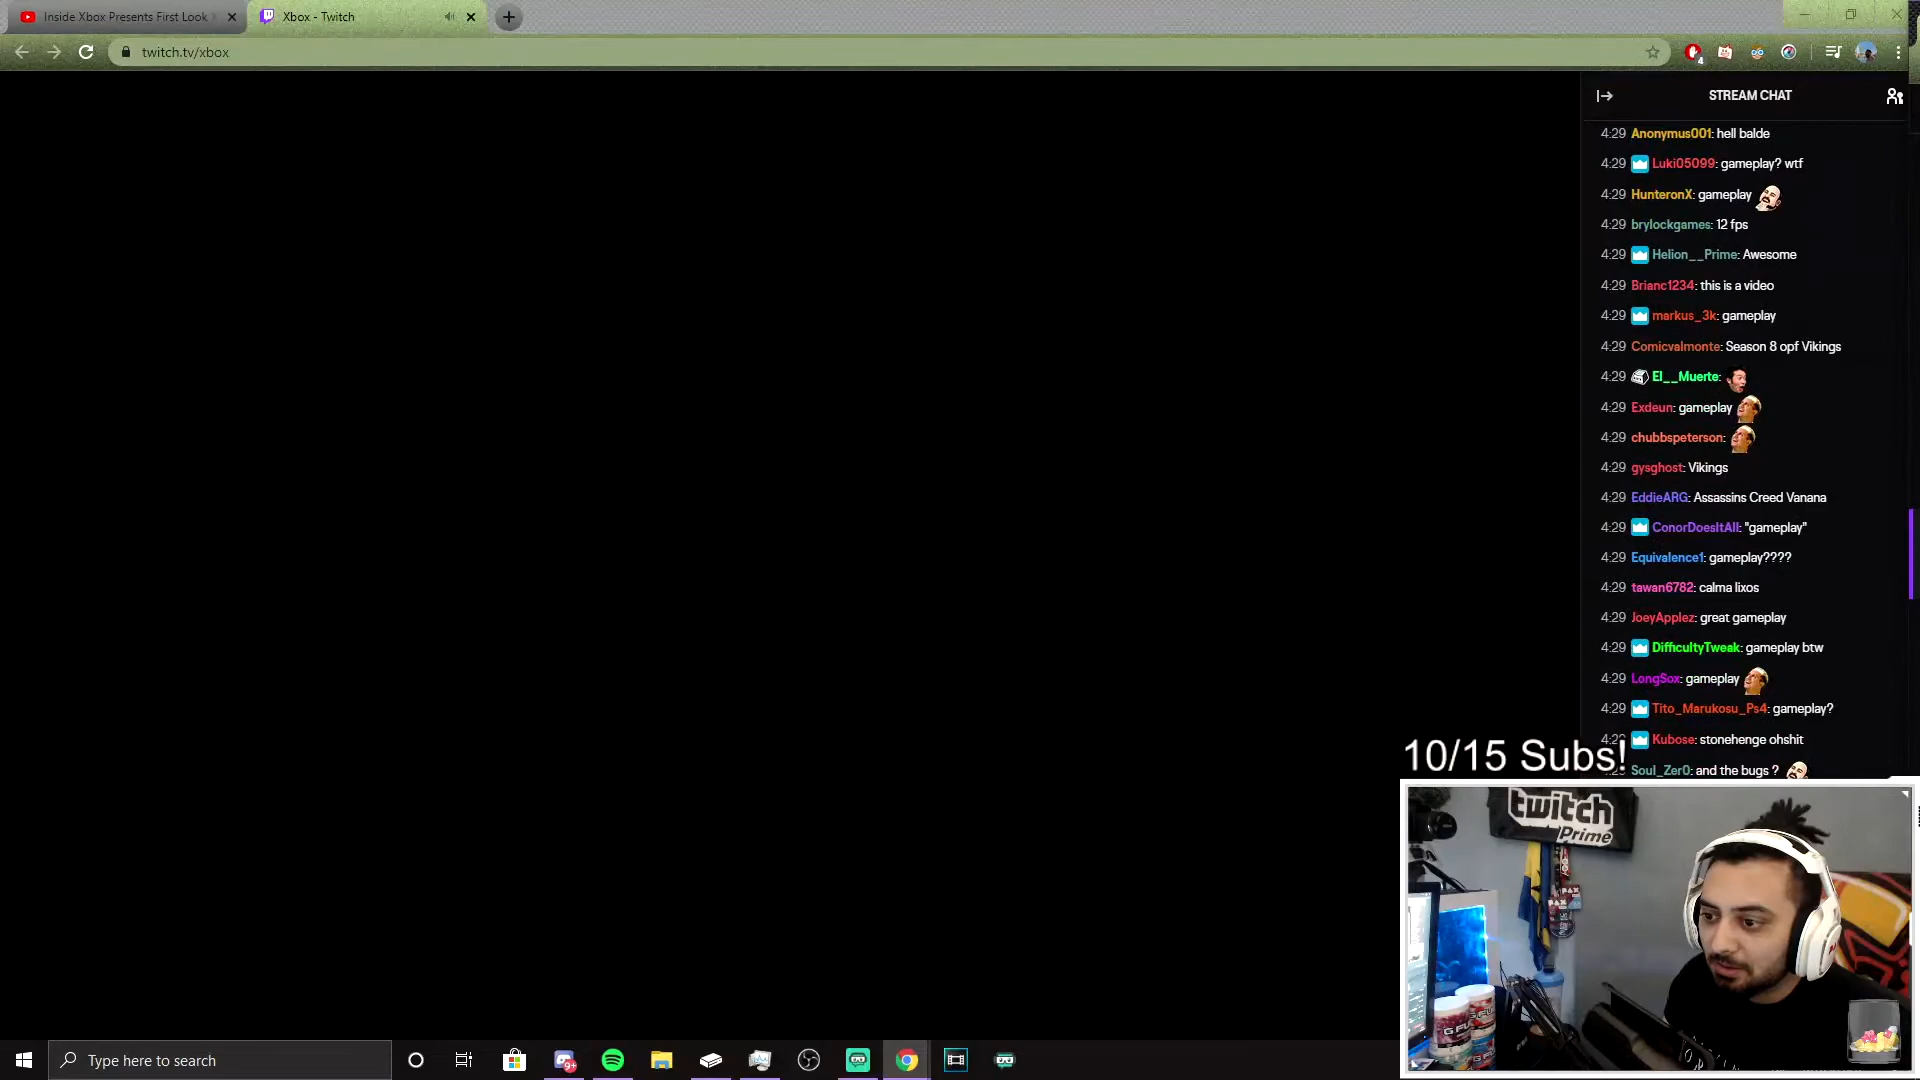 Inside Xbox Presents First Look
Xbox - Twitch
twitch.tv/xbox
4
STREAM CHAT
4:29 Anonymus001: hell balde
4:29 Luki05099: gameplay? wtf
4:29 HunteronX: gameplay
4:29 brylockgames: 12 fps
4:29 Helion__Prime: Awesome
4:29 Brianc1234: this is a video
4:29 markus_3k: gameplay
4:29 Comicvalmonte: Season 8 opf Vikings
4:29 El__Muerte:
4:29 Exdeun: gameplay
4:29 chubbspeterson:
4:29 gysghost: Vikings
4:29 EddieARG: Assassins Creed Vanana
4:29 ConorDoesItAll: "gameplay"
4:29 Equivalence1: gameplay????
4:29 tawan6782: calma lixos
4:29 JoeyApplez: great gameplay
4:29 DifficultyTweak: gameplay btw
4:29 LongSox: gameplay
4:29 Tito_Marukosu_Ps4: gameplay?
Kubose: stonehenge ohshit
10/15 Subs!
Soul_Zer0: and the bugs ?
twitch
Prime
PAX
G FUEL
Type here to search
9+